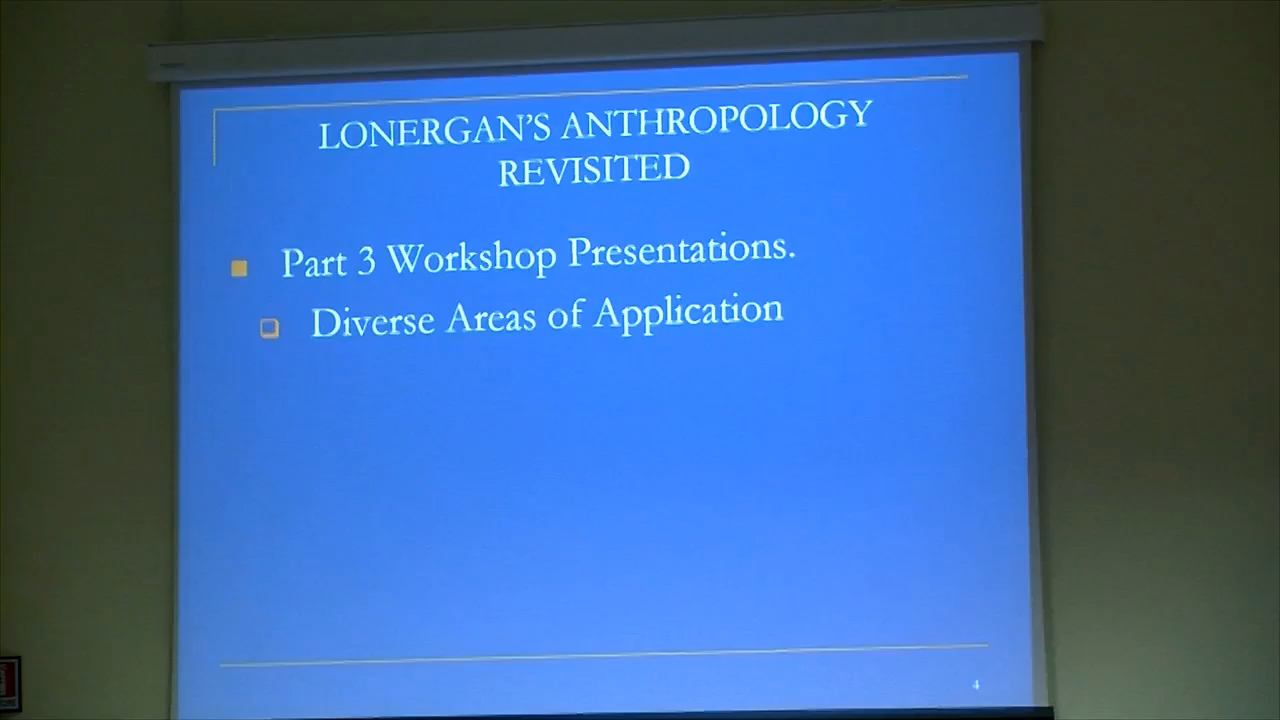 LONERGAN'S ANTHROPOLOGY
REVISITED
Part 3 Workshop Presentations.
Diverse Areas of Application
4